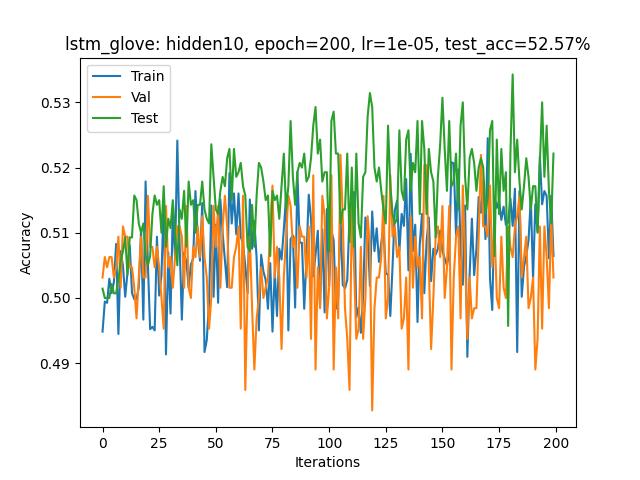 lstm_glove: hidden10, epoch=200, lr=1e-05, test_acc=52.57%
Train
Val
Test
0.53
0.52
0.51
0.50
0.49
Accuracy
0 25 50 75 100 125 150 175 200
Iterations